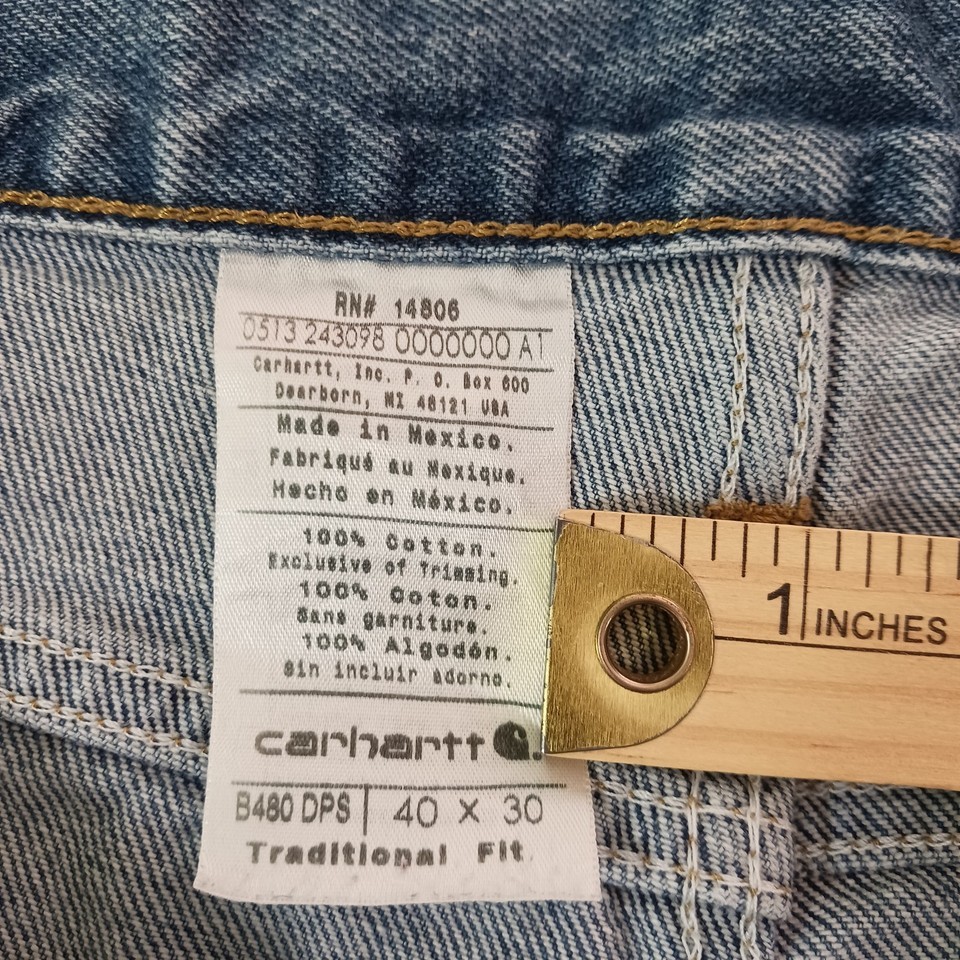 RN# 14806
0513 243098 0000000 A1
Carhartt, Inc. P. O. Box 600
Dearborn, MI 48121 USA
Made in Mexico.
Fabriqué au Mexique.
Hecho en México.
100% Cotton.
Exclusive of Trimming.
100% Coton.
Sans garniture.
100% Algodón.
Sin incluir adorno.
carhartt
B480 DPS 40 X 30
Traditional Fit
1 INCHES